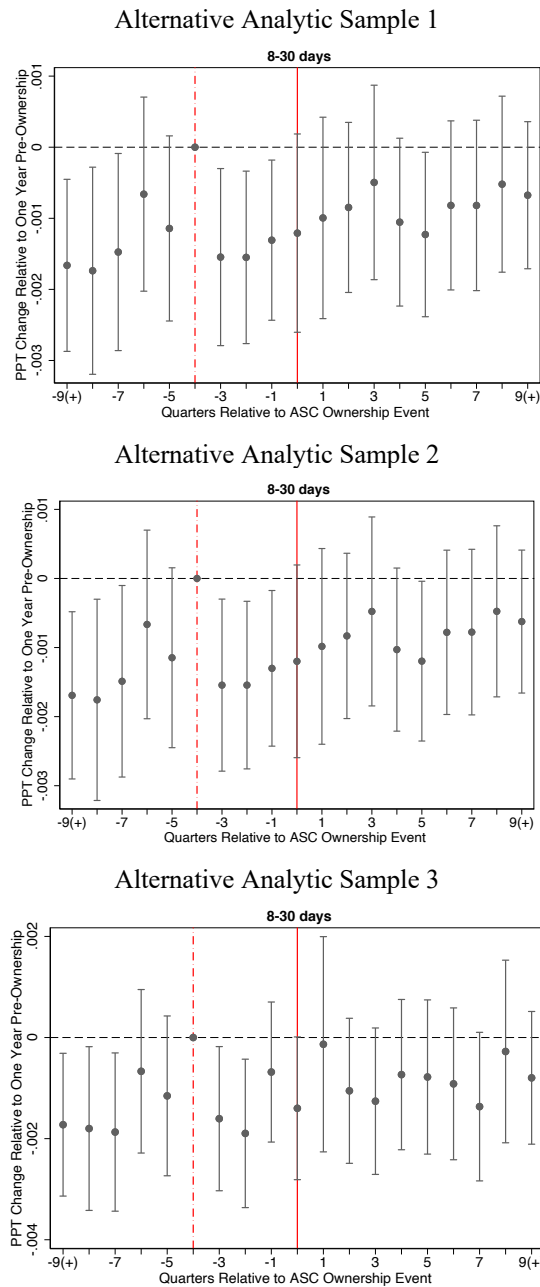 Alternative Analytic Sample 1
8-30 days
PPT Change Relative to One Year Pre-Ownership
.001
0
-.001
-.002
-.003
-9(+) -7 -5 -3 -1 1 3 5 7 9(+)
Quarters Relative to ASC Ownership Event
Alternative Analytic Sample 2
8-30 days
PPT Change Relative to One Year Pre-Ownership
.001
0
-.001
-.002
-.003
-9(+) -7 -5 -3 -1 1 3 5 7 9(+)
Quarters Relative to ASC Ownership Event
Alternative Analytic Sample 3
8-30 days
PPT Change Relative to One Year Pre-Ownership
.002
0
-.002
-.004
-9(+) -7 -5 -3 -1 1 3 5 7 9(+)
Quarters Relative to ASC Ownership Event